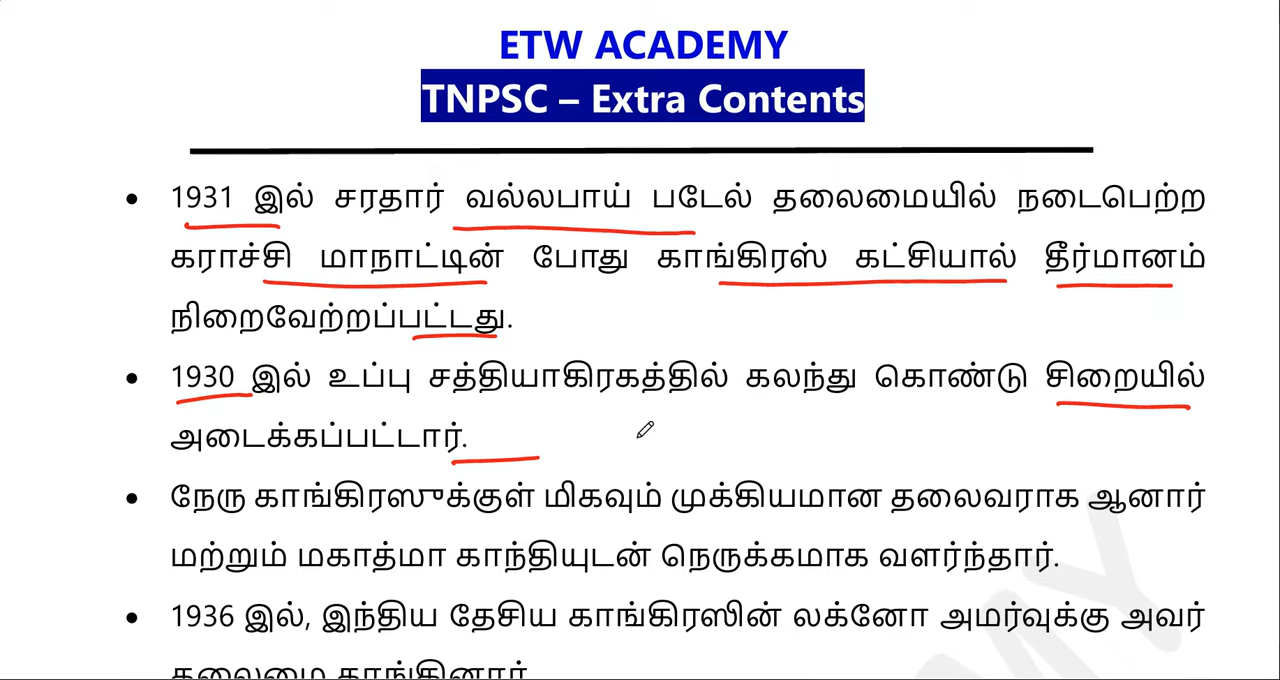 ETW ACADEMY
TNPSC – Extra Contents
• 1931 இல் சரதார் வல்லபாய் படேல் தலைமையில் நடைபெற்ற
கராச்சி மாநாட்டின் போது காங்கிரஸ் கட்சியால் தீர்மானம்
நிறைவேற்றப்பட்டது.
• 1930 இல் உப்பு சத்தியாகிரகத்தில் கலந்து கொண்டு சிறையில்
அடைக்கப்பட்டார்.
• நேரு காங்கிரஸுக்குள் மிகவும் முக்கியமான தலைவராக ஆனார்
மற்றும் மகாத்மா காந்தியுடன் நெருக்கமாக வளர்ந்தார்.
• 1936 இல், இந்திய தேசிய காங்கிரஸின் லக்னோ அமர்வுக்கு அவர்
தலைமை தாங்கினார்